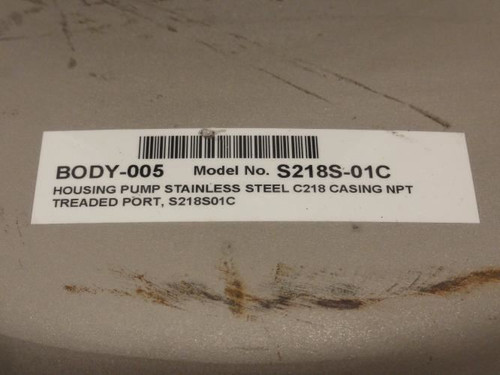 BODY-005 Model No. S218S-01C
HOUSING PUMP STAINLESS STEEL C218 CASING NPT
TREADED PORT, S218S01C